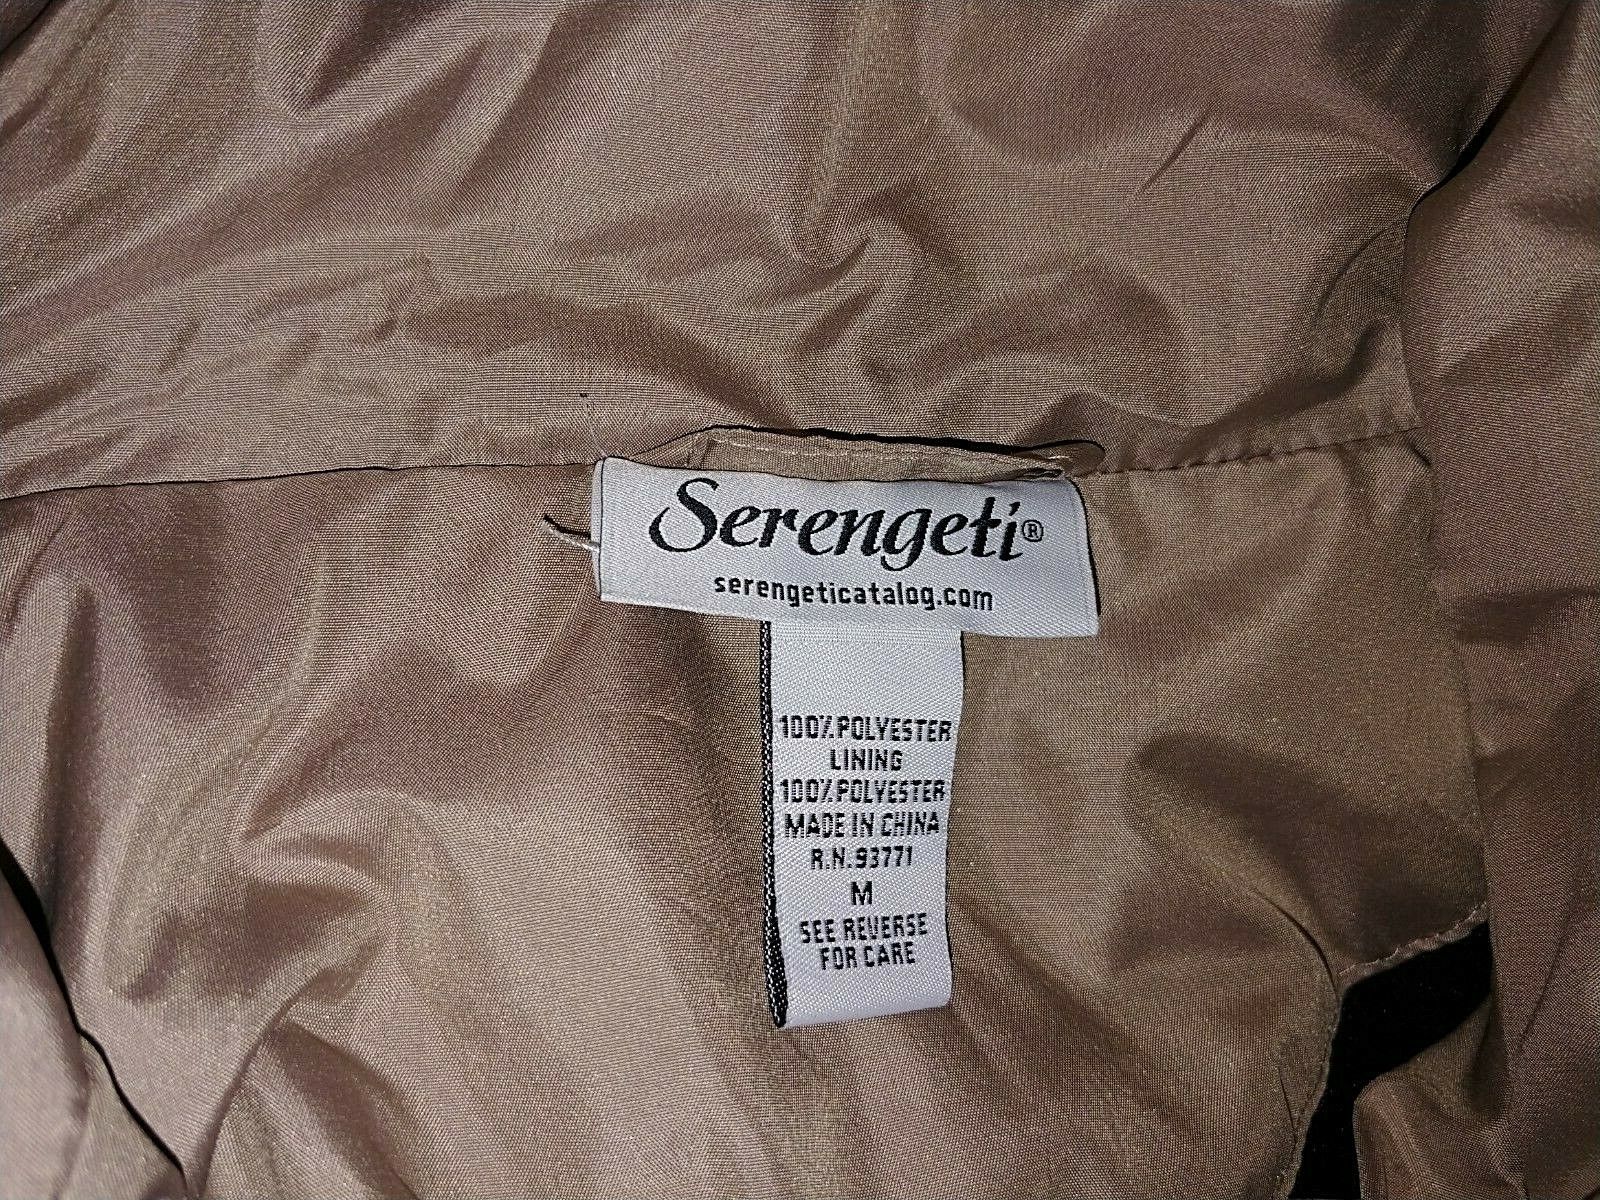 Serengeti®
serengeticatalog.com
100% POLYESTER
LINING
100% POLYESTER
MADE IN CHINA
R.N. 93771
M
SEE REVERSE
FOR CARE